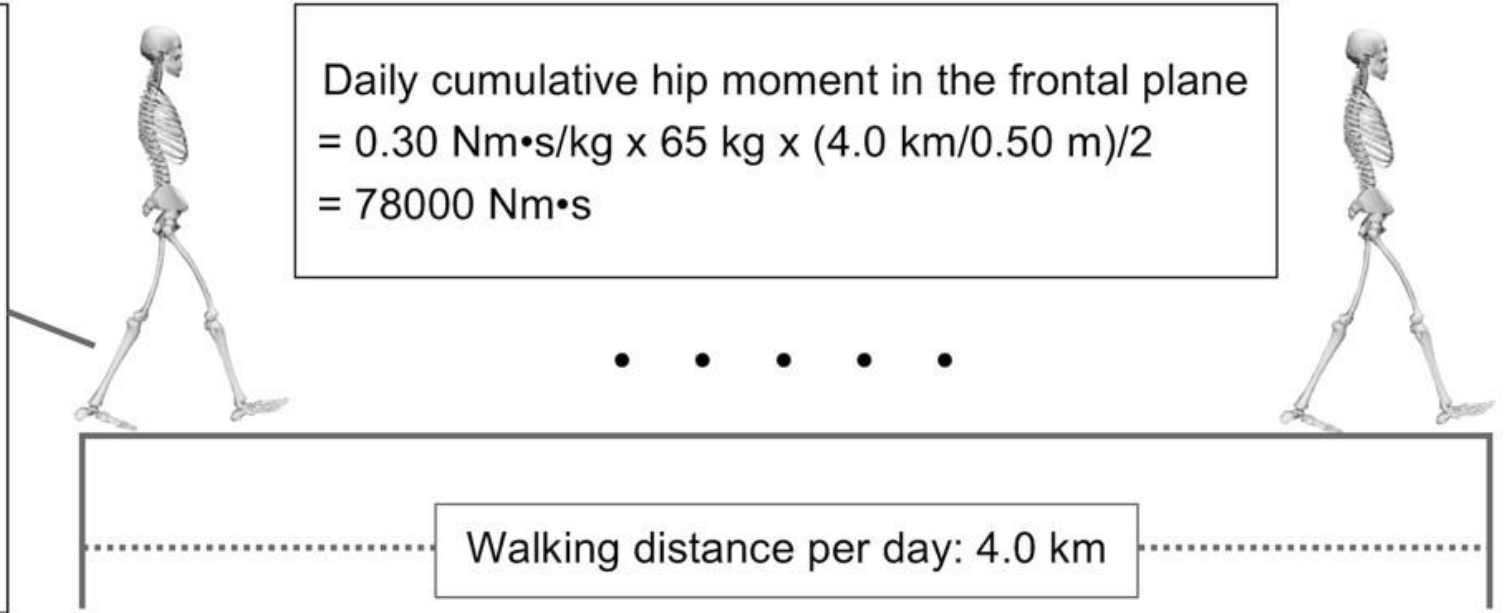 Daily cumulative hip moment in the frontal plane
= 0.30 Nm•s/kg x 65 kg x (4.0 km/0.50 m)/2
= 78000 Nm•s
Walking distance per day: 4.0 km